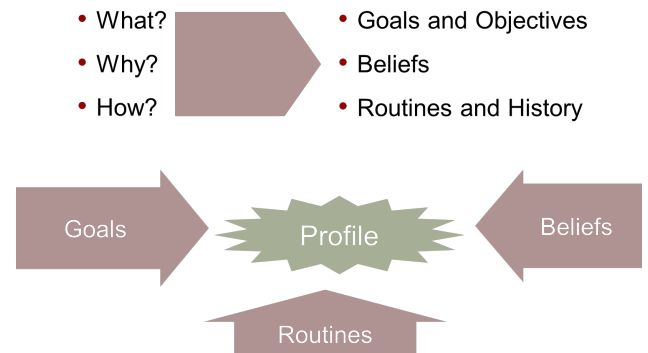 • What?
• Goals and Objectives
• Why?
• Beliefs
• How?
• Routines and History
Goals
Profile
Beliefs
Routines